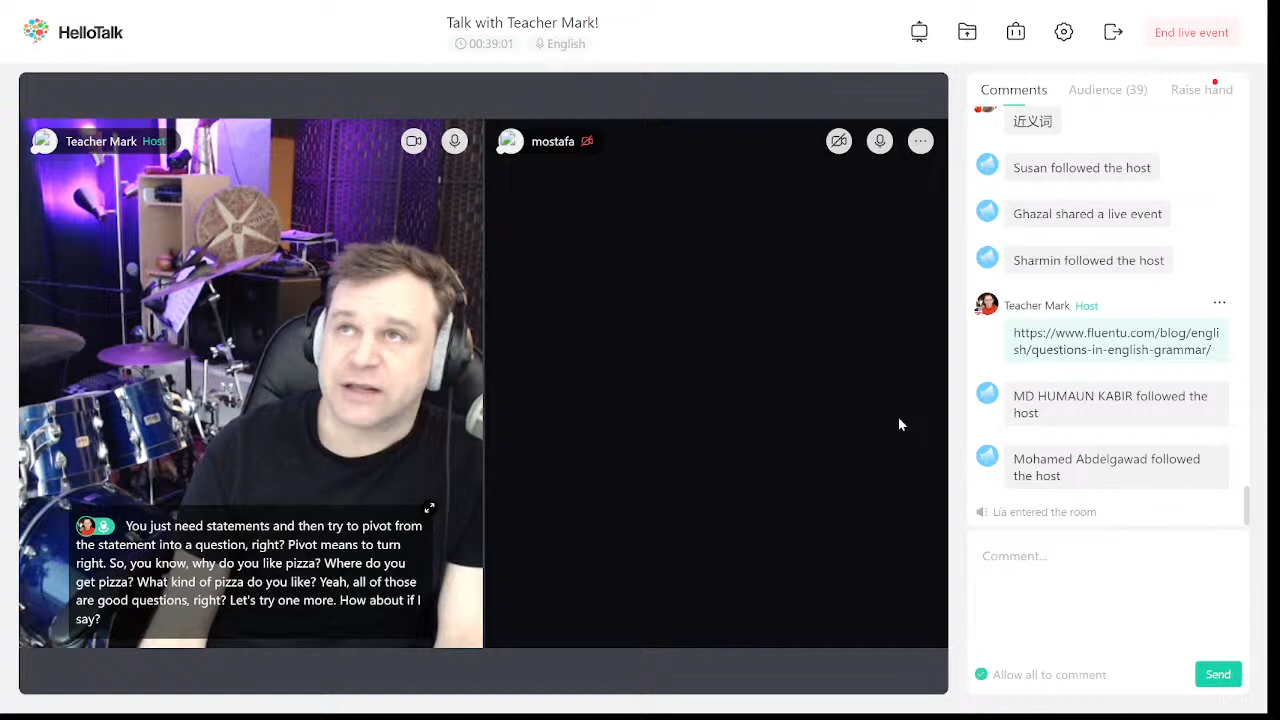 HelloTalk
Talk with Teacher Mark!
00:39:01
English
End live event
Teacher Mark Host
mostafa
You just need statements and then try to pivot from
the statement into a question, right? Pivot means to turn
right. So, you know, why do you like pizza? Where do you
get pizza? What kind of pizza do you like? Yeah, all of those
are good questions, right? Let's try one more. How about if I
say?
Comments
Audience (39)
Raise hand
近义词
Susan followed the host
Ghazal shared a live event
Sharmin followed the host
Teacher Mark Host
https://www.fluentu.com/blog/engli
sh/questions-in-english-grammar/
MD HUMAUN KABIR followed the
host
Mohamed Abdelgawad followed
the host
Lía entered the room
Comment...
Allow all to comment
Send